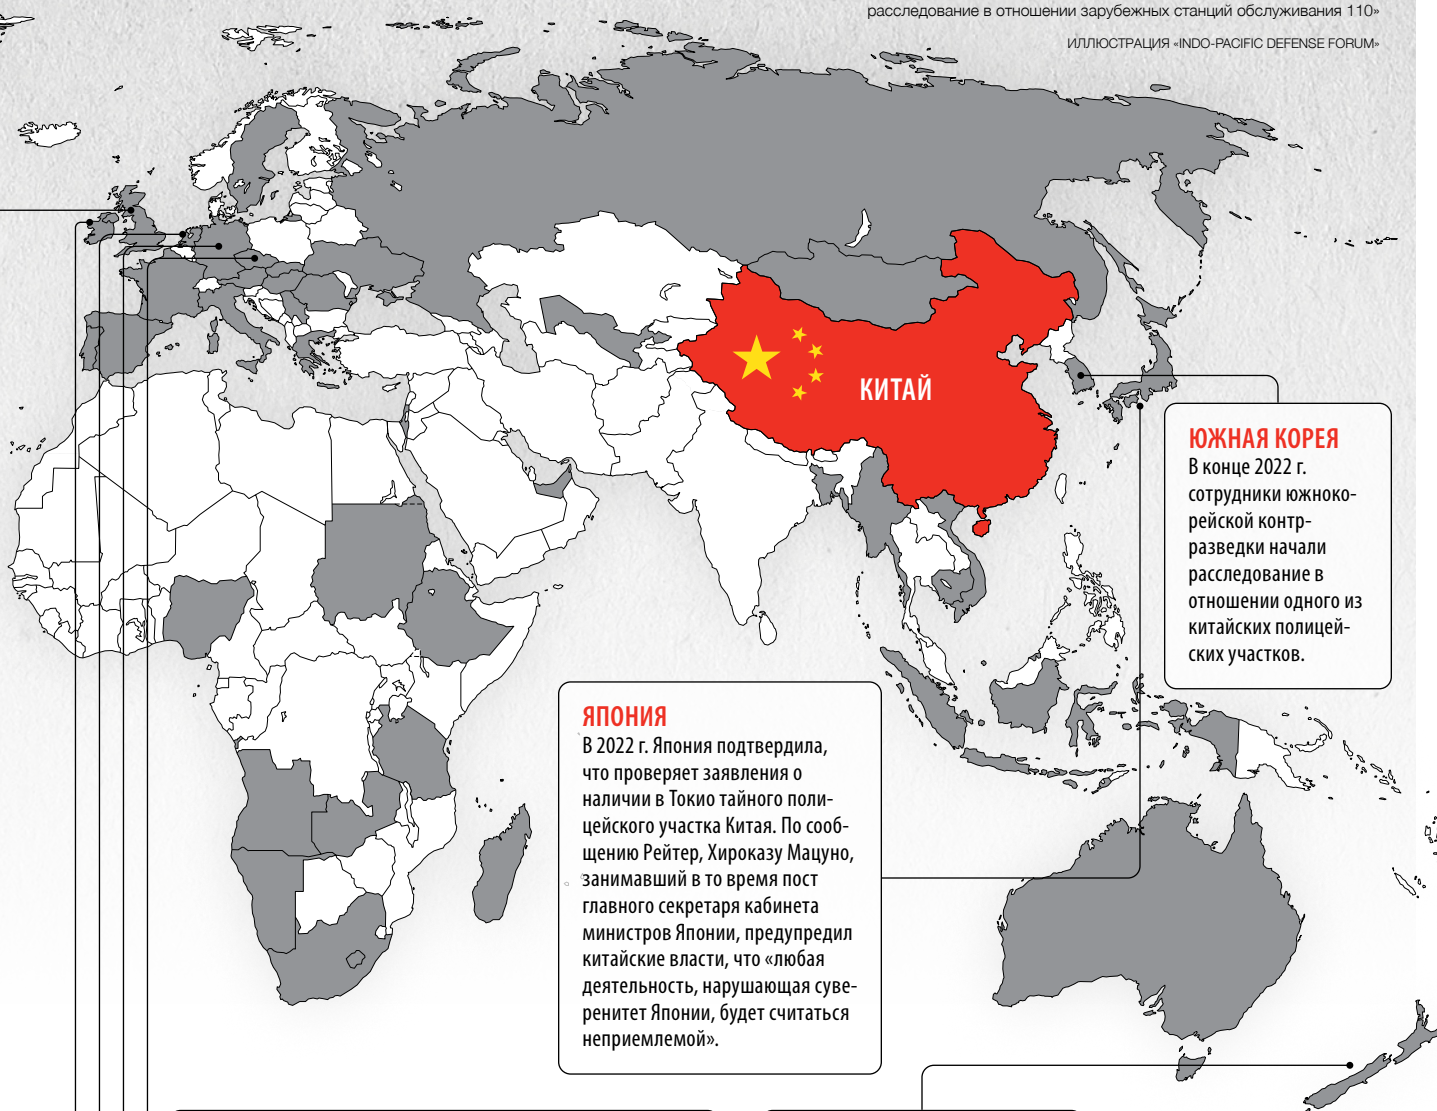 расследование в отношении зарубежных станций обслуживания 110»
ИЛЛЮСТРАЦИЯ «INDO-PACIFIC DEFENSE FORUM»
КИТАЙ
ЮЖНАЯ КОРЕЯ
В конце 2022 г.
сотрудники южноко-
рейской контр-
разведки начали
расследование в
отношении одного из
китайских полицей-
ских участков.
ЯПОНИЯ
В 2022 г. Япония подтвердила,
что проверяет заявления о
наличии в Токио тайного поли-
цейского участка Китая. По сооб-
щению Рейтер, Хироказу Мацуно,
занимавший в то время пост
главного секретаря кабинета
министров Японии, предупредил
китайские власти, что «любая
деятельность, нарушающая суве-
ренитет Японии, будет считаться
неприемлемой».